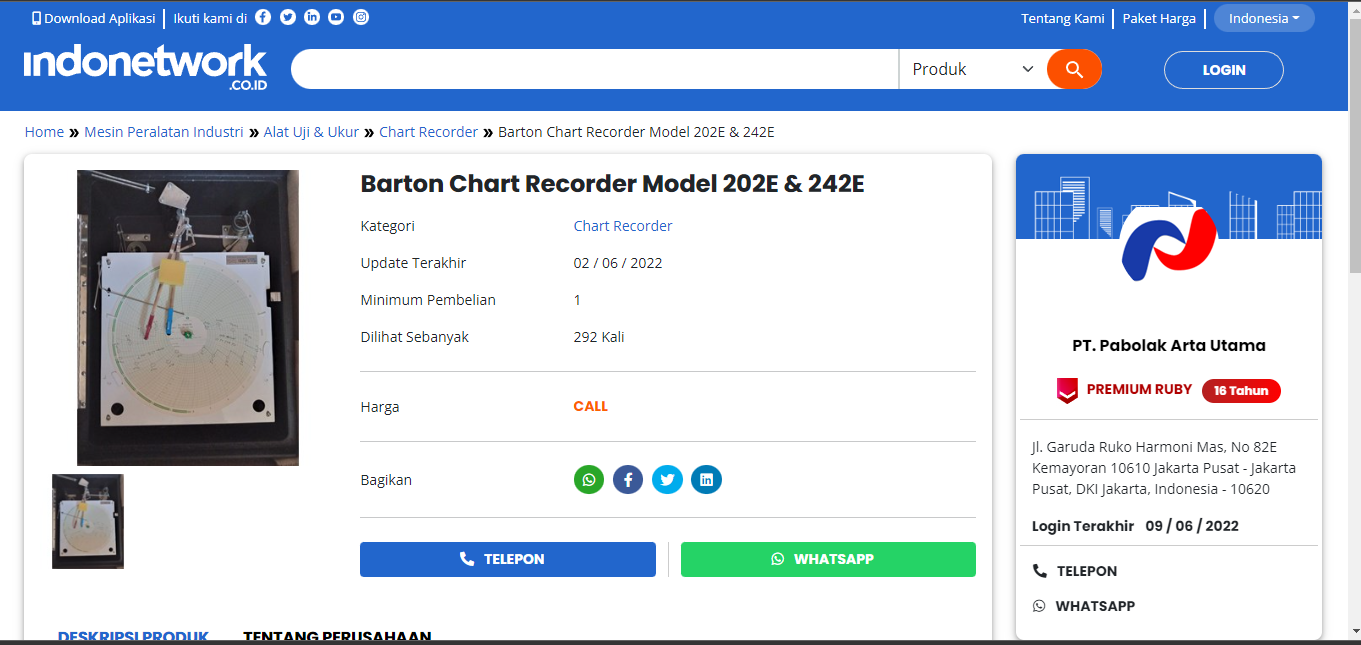 Download Aplikasi Ikuti kami di Tentang Kami Paket Harga Indonesia
indonetwork
.CO.ID
Produk
LOGIN
Home » Mesin Peralatan Industri » Alat Uji & Ukur » Chart Recorder » Barton Chart Recorder Model 202E & 242E
Barton Chart Recorder Model 202E & 242E
Kategori Chart Recorder
Update Terakhir 02 / 06 / 2022
Minimum Pembelian 1
Dilihat Sebanyak 292 Kali
Harga CALL
Bagikan
TELEPON WHATSAPP
DESKRIPSI PRODUK TENTANG PERUSAHAAN
PT. Pabolak Arta Utama
PREMIUM RUBY 16 Tahun
Jl. Garuda Ruko Harmoni Mas, No 82E
Kemayoran 10610 Jakarta Pusat - Jakarta
Pusat, DKI Jakarta, Indonesia - 10620
Login Terakhir 09 / 06 / 2022
TELEPON
WHATSAPP